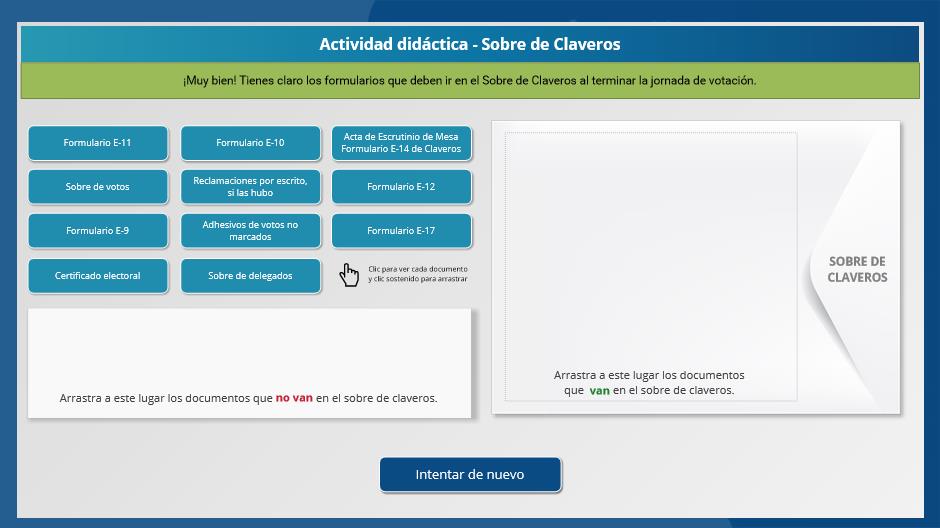 Actividad didáctica - Sobre de Claveros
¡Muy bien! Tienes claro los formularios que deben ir en el Sobre de Claveros al terminar la jornada de votación.
Formulario E-11
Formulario E-10
Acta de Escrutinio de Mesa
Formulario E-14 de Claveros
Sobre de votos
Reclamaciones por escrito,
si las hubo
Formulario E-12
Formulario E-9
Adhesivos de votos no
marcados
Formulario E-17
Certificado electoral
Sobre de delegados
Clic para ver cada documento
y clic sostenido para arrastrar
Arrastra a este lugar los documentos que no van en el sobre de claveros.
Arrastra a este lugar los documentos
que van en el sobre de claveros.
SOBRE DE
CLAVEROS
Intentar de nuevo